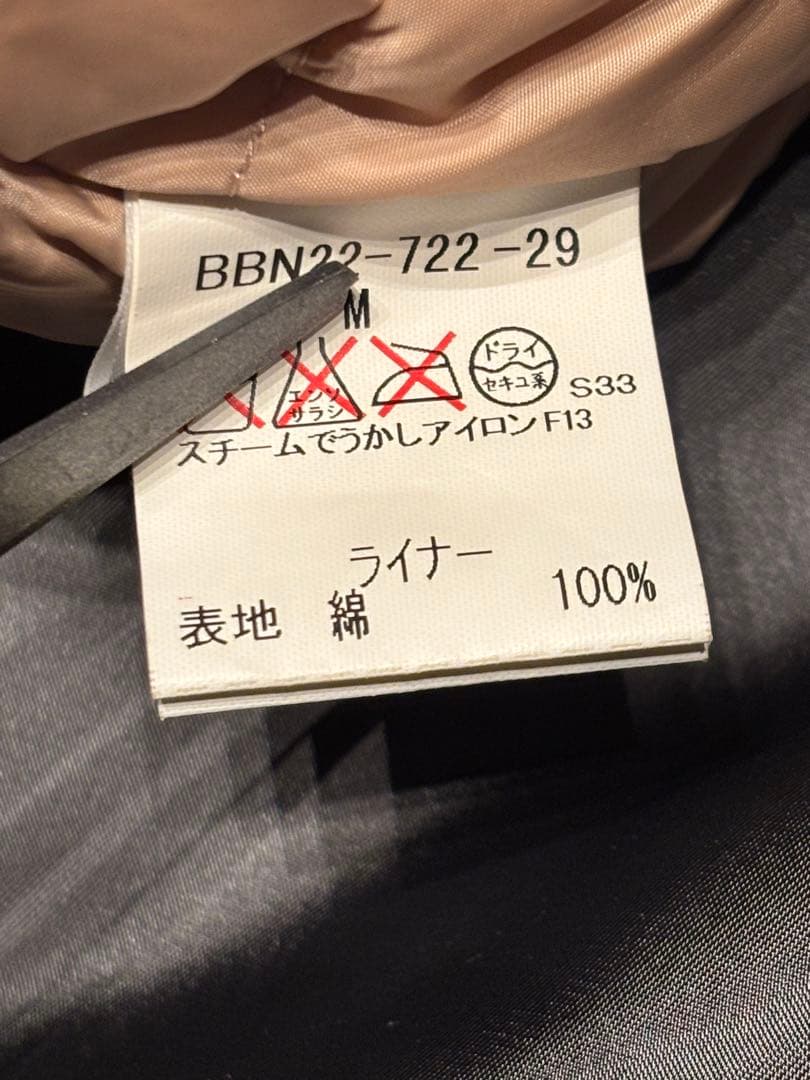 BBN22-722-29
M
エンソ
サラシ
ドライ
セキユ系
S33
スチームでうかしアイロンF13
ライナー
表地 綿 100%